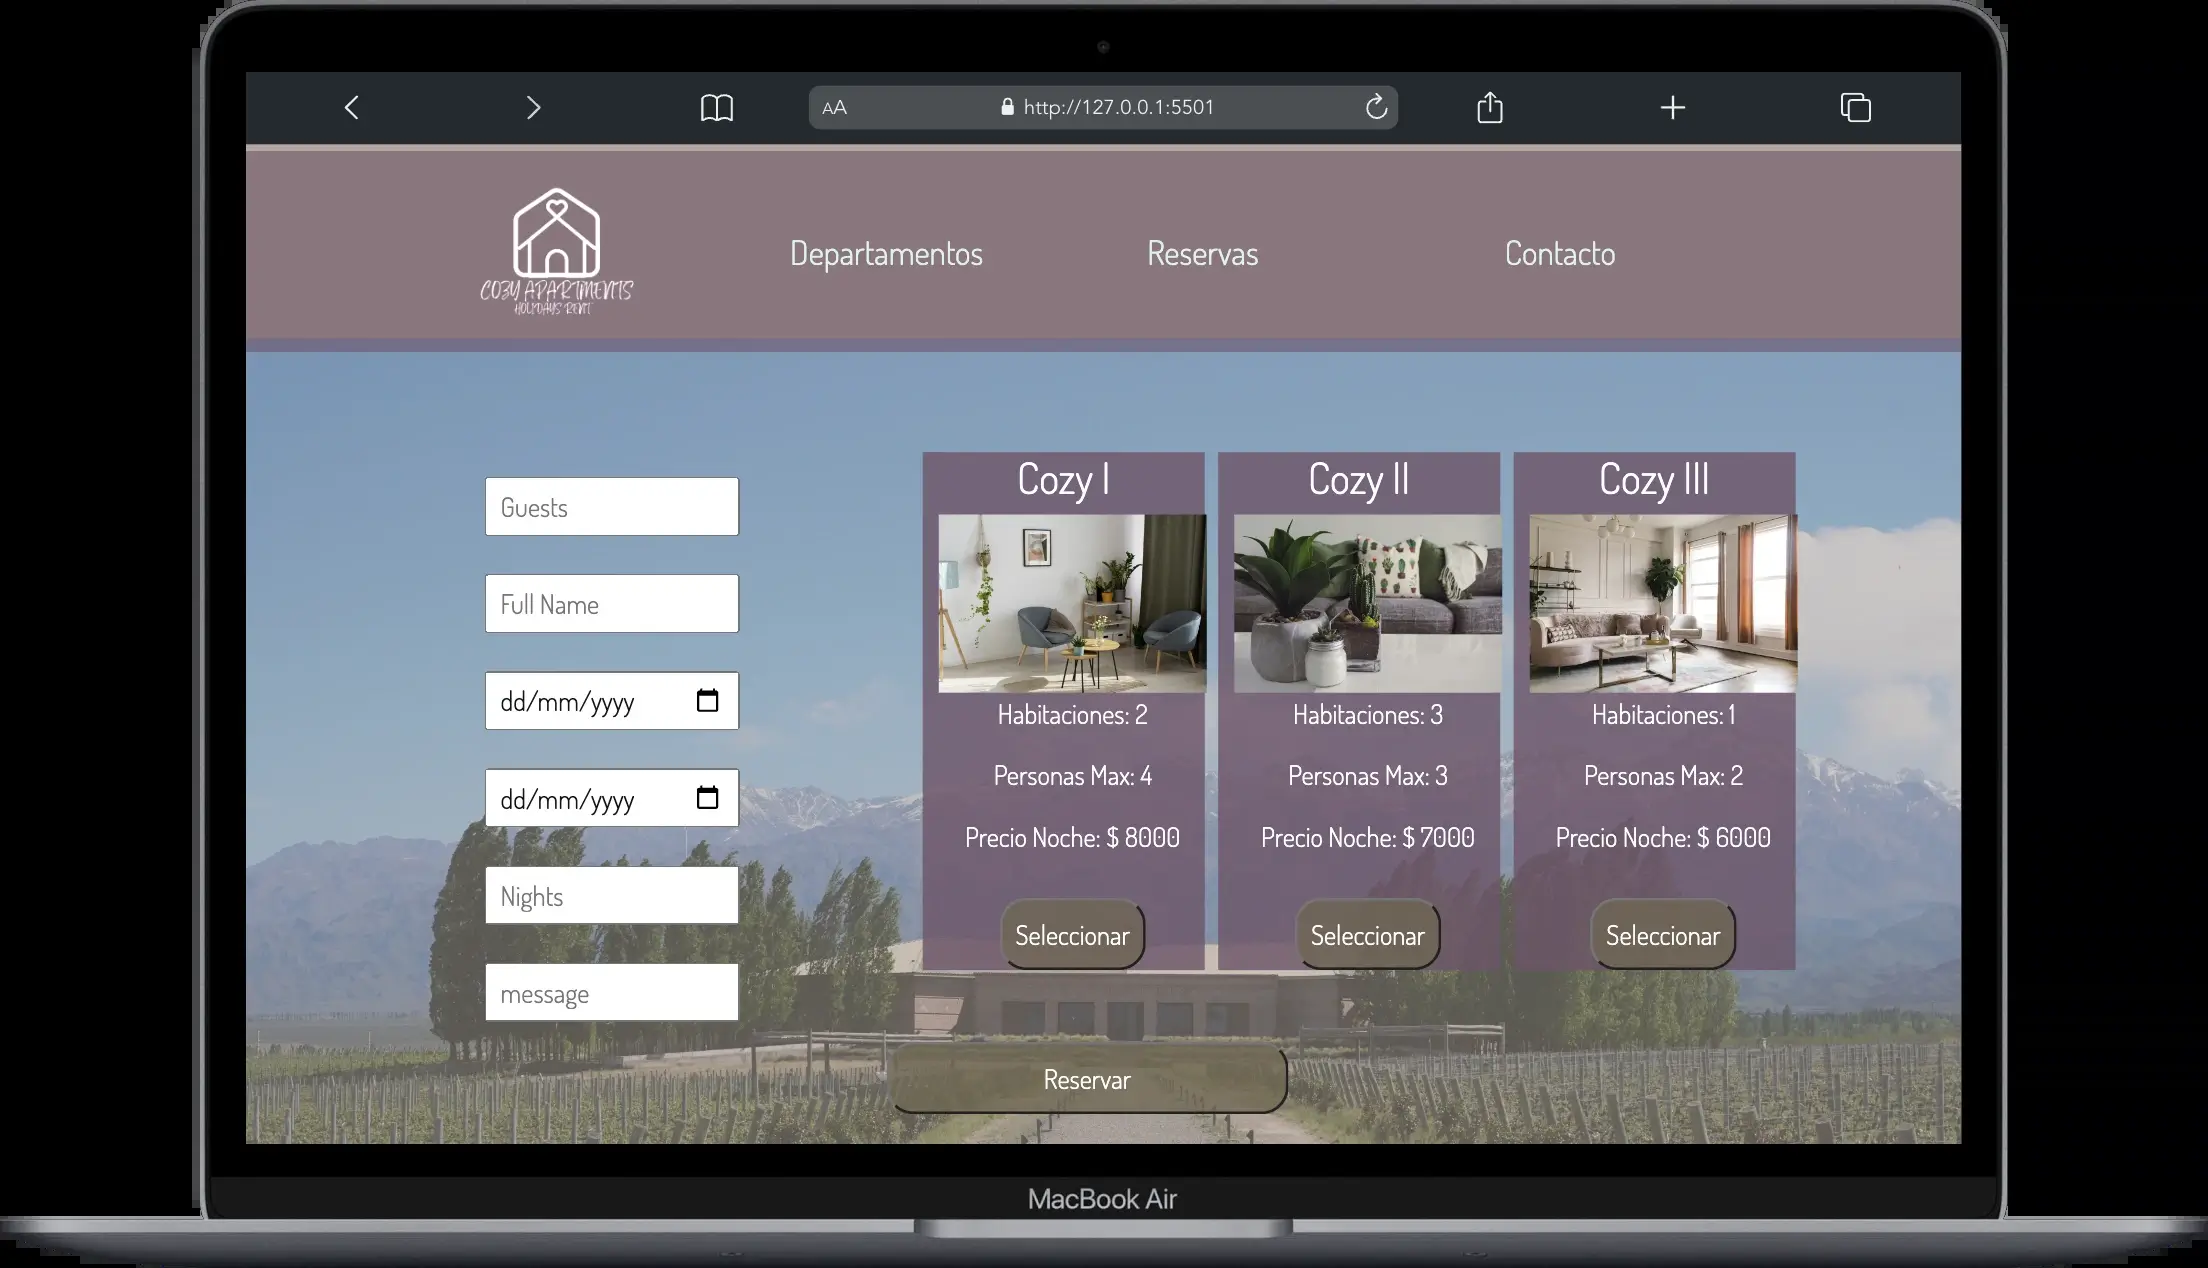 AA
http://127.0.0.1:5501
COZY APARTMENTS
HOLIDAYS RENT
Departamentos
Reservas
Contacto
Guests
Full Name
dd/mm/yyyy
dd/mm/yyyy
Nights
message
Cozy I
Habitaciones: 2
Personas Max: 4
Precio Noche: $ 8000
Seleccionar
Cozy II
Habitaciones: 3
Personas Max: 3
Precio Noche: $ 7000
Seleccionar
Cozy III
Habitaciones: 1
Personas Max: 2
Precio Noche: $ 6000
Seleccionar
Reservar
MacBook Air